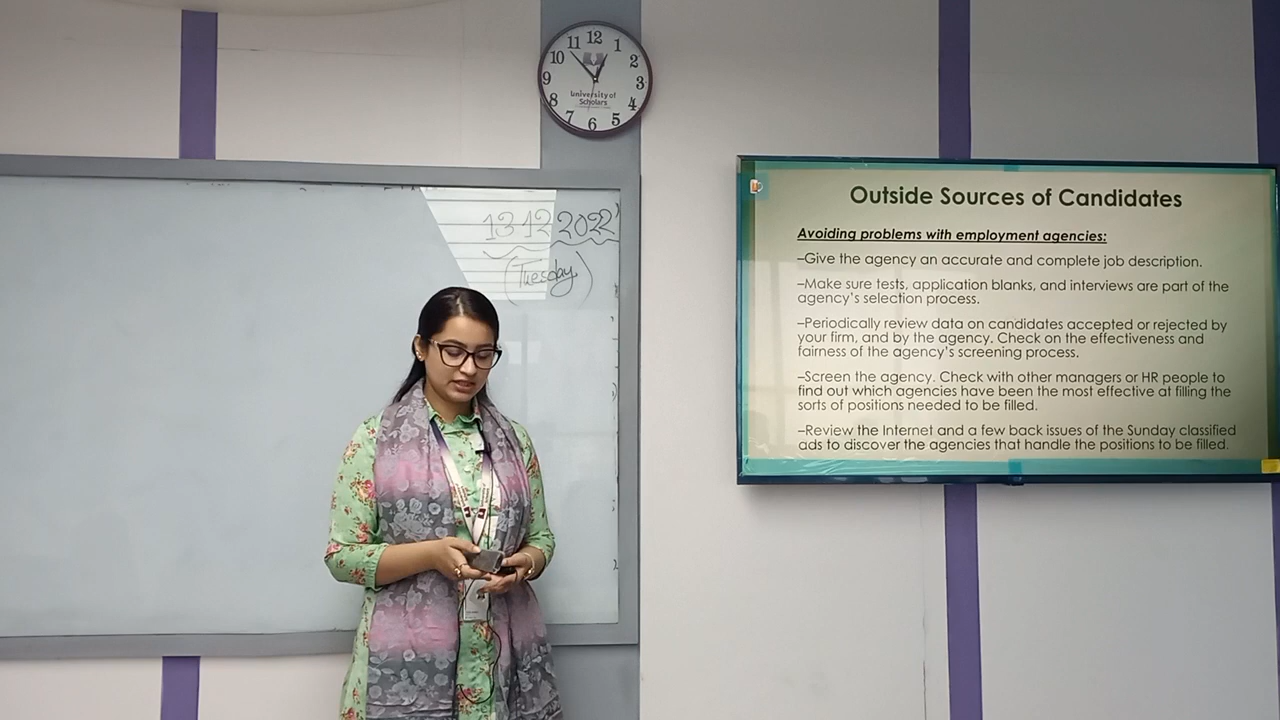 12
11
1
10
2
9
3
8
4
7
5
6
University of
Scholars
13.12.2022
(Tuesday)
Outside Sources of Candidates
Avoiding problems with employment agencies:
–Give the agency an accurate and complete job description.
–Make sure tests, application blanks, and interviews are part of the
agency's selection process.
–Periodically review data on candidates accepted or rejected by
your firm, and by the agency. Check on the effectiveness and
fairness of the agency's screening process.
–Screen the agency. Check with other managers or HR people to
find out which agencies have been the most effective at filling the
sorts of positions needed to be filled.
–Review the Internet and a few back issues of the Sunday classified
ads to discover the agencies that handle the positions to be filled.